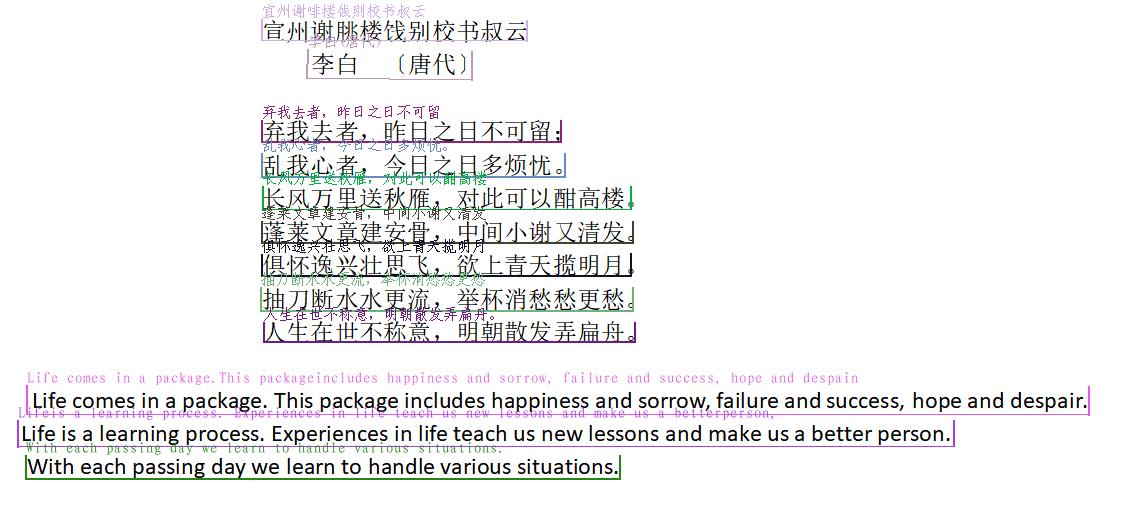 宣州谢啡楼饯别校书叔云
宣州谢脁楼饯别校书叔云
李白(唐代)
李白 〔唐代〕
弃我去者，昨日之日不可留
弃我去者，昨日之日不可留；
乱我心者，今日之日多烦忧。
乱我心者，今日之日多烦忧。
长风万里送秋雁，对此可以酣高楼
长风万里送秋雁，对此可以酣高楼。
蓬莱文章建安骨，中间小谢又清发
蓬莱文章建安骨，中间小谢又清发。
俱怀逸兴壮思飞，欲上青天揽明月
俱怀逸兴壮思飞，欲上青天揽明月。
抽刀断水水更流，举杯消愁愁更愁
抽刀断水水更流，举杯消愁愁更愁。
人生在世不称意，明朝散发弄扁舟。
人生在世不称意，明朝散发弄扁舟。
Life comes in a package.This packageincludes happiness and sorrow, failure and success, hope and despain
Life comes in a package. This package includes happiness and sorrow, failure and success, hope and despair.
Lifeis a learning process. Experiences in life teach us new lessons and make us a betterperson,
Life is a learning process. Experiences in life teach us new lessons and make us a better person.
With each passing day we learn to handle various situations.
With each passing day we learn to handle various situations.